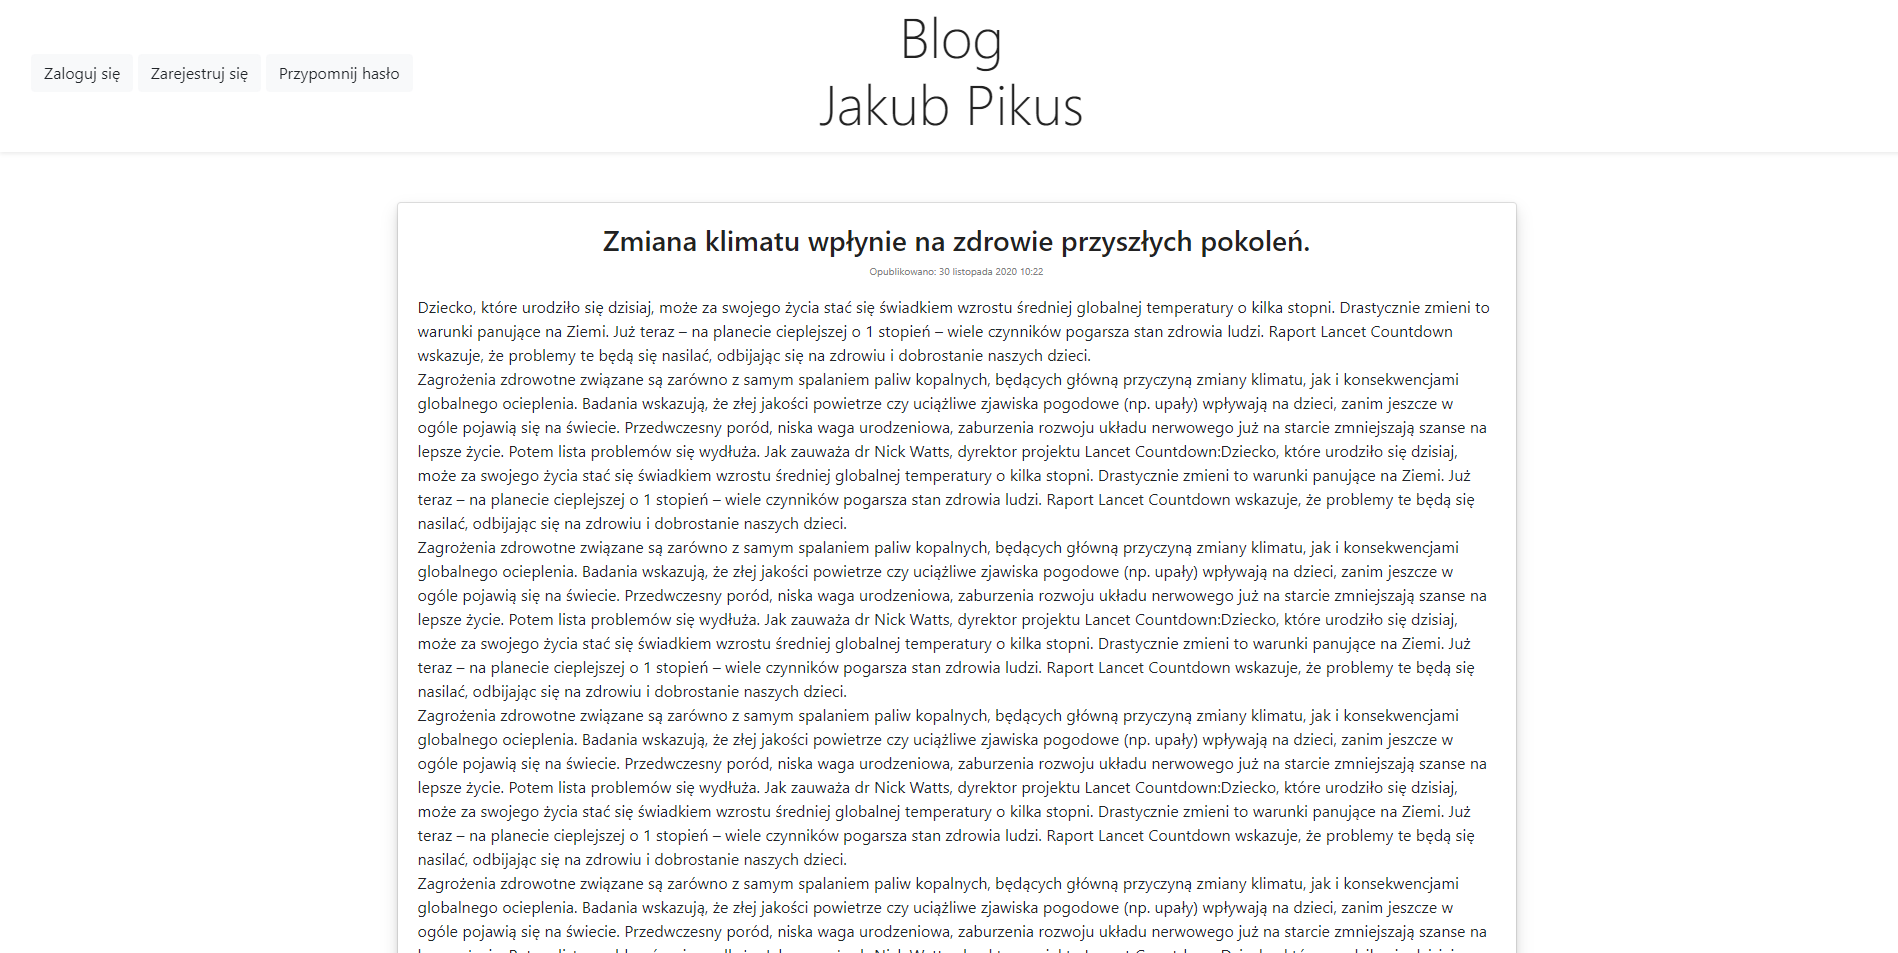 Blog
Jakub Pikus
Zaloguj się
Zarejestruj się
Przypomnij hasło
Zmiana klimatu wpłynie na zdrowie przyszłych pokoleń.
Opublikowano: 30 listopada 2020 10:22
Dziecko, które urodziło się dzisiaj, może za swojego życia stać się świadkiem wzrostu średniej globalnej temperatury o kilka stopni. Drastycznie zmieni to
warunki panujące na Ziemi. Już teraz – na planecie cieplejszej o 1 stopień – wiele czynników pogarsza stan zdrowia ludzi. Raport Lancet Countdown
wskazuje, że problemy te będą się nasilać, odbijając się na zdrowiu i dobrostanie naszych dzieci.
Zagrożenia zdrowotne związane są zarówno z samym spalaniem paliw kopalnych, będących główną przyczyną zmiany klimatu, jak i konsekwencjami
globalnego ocieplenia. Badania wskazują, że złej jakości powietrze czy uciążliwe zjawiska pogodowe (np. upały) wpływają na dzieci, zanim jeszcze w
ogóle pojawią się na świecie. Przedwczesny poród, niska waga urodzeniowa, zaburzenia rozwoju układu nerwowego już na starcie zmniejszają szanse na
lepsze życie. Potem lista problemów się wydłuża. Jak zauważa dr Nick Watts, dyrektor projektu Lancet Countdown:Dziecko, które urodziło się dzisiaj,
może za swojego życia stać się świadkiem wzrostu średniej globalnej temperatury o kilka stopni. Drastycznie zmieni to warunki panujące na Ziemi. Już
teraz – na planecie cieplejszej o 1 stopień – wiele czynników pogarsza stan zdrowia ludzi. Raport Lancet Countdown wskazuje, że problemy te będą się
nasilać, odbijając się na zdrowiu i dobrostanie naszych dzieci.
Zagrożenia zdrowotne związane są zarówno z samym spalaniem paliw kopalnych, będących główną przyczyną zmiany klimatu, jak i konsekwencjami
globalnego ocieplenia. Badania wskazują, że złej jakości powietrze czy uciążliwe zjawiska pogodowe (np. upały) wpływają na dzieci, zanim jeszcze w
ogóle pojawią się na świecie. Przedwczesny poród, niska waga urodzeniowa, zaburzenia rozwoju układu nerwowego już na starcie zmniejszają szanse na
lepsze życie. Potem lista problemów się wydłuża. Jak zauważa dr Nick Watts, dyrektor projektu Lancet Countdown:Dziecko, które urodziło się dzisiaj,
może za swojego życia stać się świadkiem wzrostu średniej globalnej temperatury o kilka stopni. Drastycznie zmieni to warunki panujące na Ziemi. Już
teraz – na planecie cieplejszej o 1 stopień – wiele czynników pogarsza stan zdrowia ludzi. Raport Lancet Countdown wskazuje, że problemy te będą się
nasilać, odbijając się na zdrowiu i dobrostanie naszych dzieci.
Zagrożenia zdrowotne związane są zarówno z samym spalaniem paliw kopalnych, będących główną przyczyną zmiany klimatu, jak i konsekwencjami
globalnego ocieplenia. Badania wskazują, że złej jakości powietrze czy uciążliwe zjawiska pogodowe (np. upały) wpływają na dzieci, zanim jeszcze w
ogóle pojawią się na świecie. Przedwczesny poród, niska waga urodzeniowa, zaburzenia rozwoju układu nerwowego już na starcie zmniejszają szanse na
lepsze życie. Potem lista problemów się wydłuża. Jak zauważa dr Nick Watts, dyrektor projektu Lancet Countdown:Dziecko, które urodziło się dzisiaj,
może za swojego życia stać się świadkiem wzrostu średniej globalnej temperatury o kilka stopni. Drastycznie zmieni to warunki panujące na Ziemi. Już
teraz – na planecie cieplejszej o 1 stopień – wiele czynników pogarsza stan zdrowia ludzi. Raport Lancet Countdown wskazuje, że problemy te będą się
nasilać, odbijając się na zdrowiu i dobrostanie naszych dzieci.
Zagrożenia zdrowotne związane są zarówno z samym spalaniem paliw kopalnych, będących główną przyczyną zmiany klimatu, jak i konsekwencjami
globalnego ocieplenia. Badania wskazują, że złej jakości powietrze czy uciążliwe zjawiska pogodowe (np. upały) wpływają na dzieci, zanim jeszcze w
ogóle pojawią się na świecie. Przedwczesny poród, niska waga urodzeniowa, zaburzenia rozwoju układu nerwowego już na starcie zmniejszają szanse na